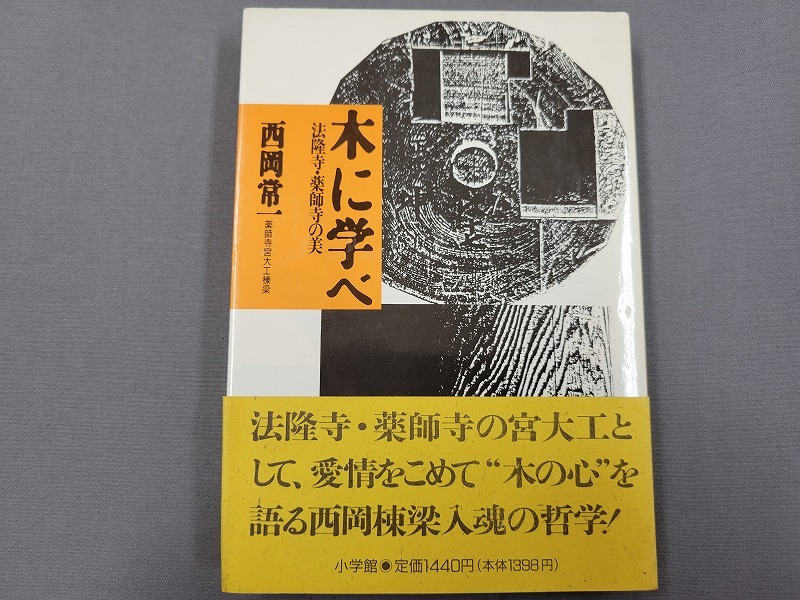 木に学べ
法隆寺・薬師寺の美
西岡常一
薬師寺宮大工棟梁
法隆寺・薬師寺の宮大工と
して、愛情をこめて“木の心”を
語る西岡棟梁入魂の哲学!
小学館●定価1440円(本体1398円)